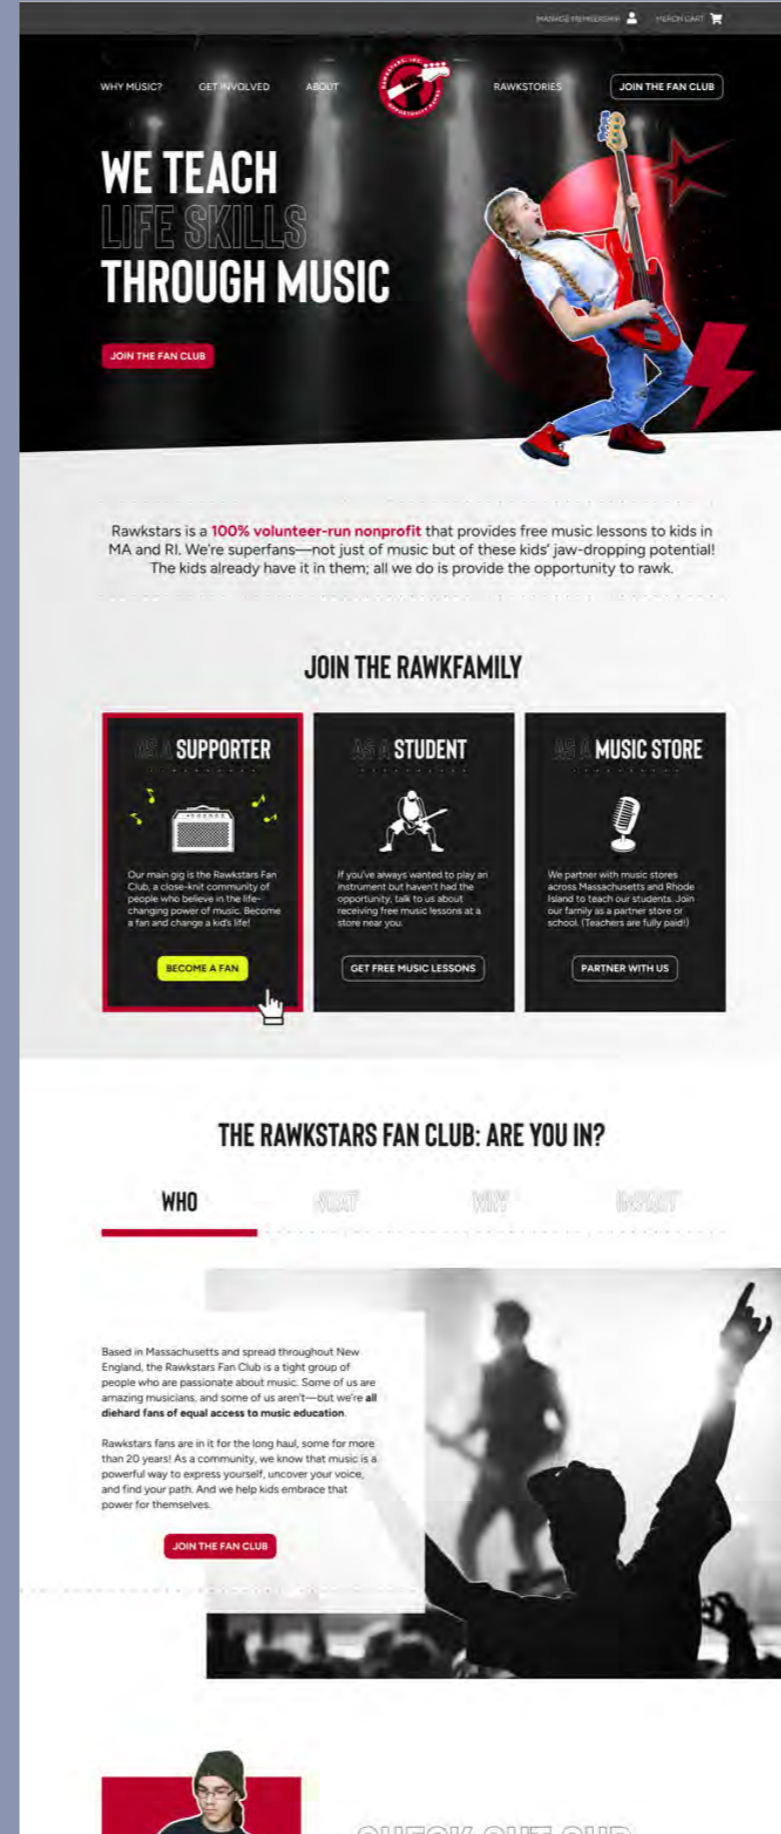 MANAGE MEMBERSHIP MERCH CART
WHY MUSIC? GET INVOLVED ABOUT RAWKSTARS, INC. OPPORTUNITY RAWKS RAWKSTORIES JOIN THE FAN CLUB
WE TEACH
LIFE SKILLS
THROUGH MUSIC
JOIN THE FAN CLUB
Rawkstars is a 100% volunteer-run nonprofit that provides free music lessons to kids in
MA and RI. We're superfans—not just of music but of these kids' jaw-dropping potential!
The kids already have it in them; all we do is provide the opportunity to rawk.
JOIN THE RAWKFAMILY
AS A SUPPORTER
Our main gig is the Rawkstars Fan
Club, a close-knit community of
people who believe in the life-
changing power of music. Become
a fan and change a kid's life!
BECOME A FAN
AS A STUDENT
If you've always wanted to play an
instrument but haven't had the
opportunity, talk to us about
receiving free music lessons at a
store near you.
GET FREE MUSIC LESSONS
AS A MUSIC STORE
We partner with music stores
across Massachusetts and Rhode
Island to teach our students. Join
our family as a partner store or
school. (Teachers are fully paid!)
PARTNER WITH US
THE RAWKSTARS FAN CLUB: ARE YOU IN?
WHO WHY IMPACT
Based in Massachusetts and spread throughout New
England, the Rawkstars Fan Club is a tight group of
people who are passionate about music. Some of us are
amazing musicians, and some of us aren't—but we're all
diehard fans of equal access to music education.
Rawkstars fans are in it for the long haul, some for more
than 20 years! As a community, we know that music is a
powerful way to express yourself, uncover your voice,
and find your path. And we help kids embrace that
power for themselves.
JOIN THE FAN CLUB
CHECK OUT OUR